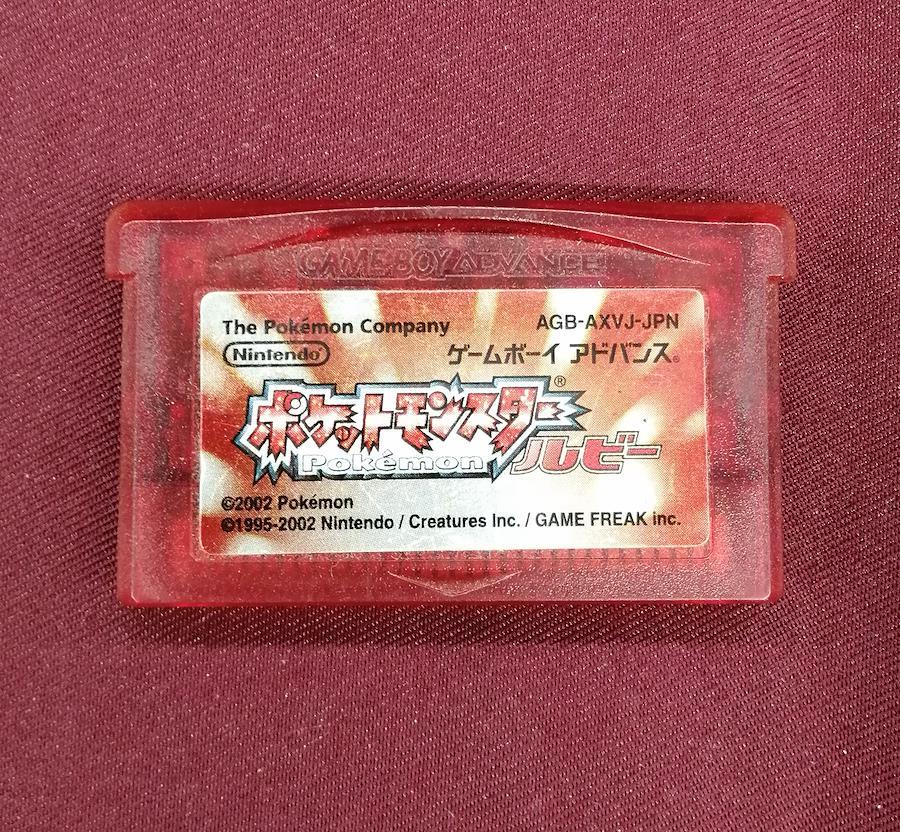 GAME BOY ADVANCE
The Pokémon Company
AGB-AXVJ-JPN
Nintendo
ゲームボーイ アドバンス®
ポケットモンスター®
Pokémon
ルビー
©2002 Pokémon
©1995-2002 Nintendo / Creatures Inc. / GAME FREAK inc.